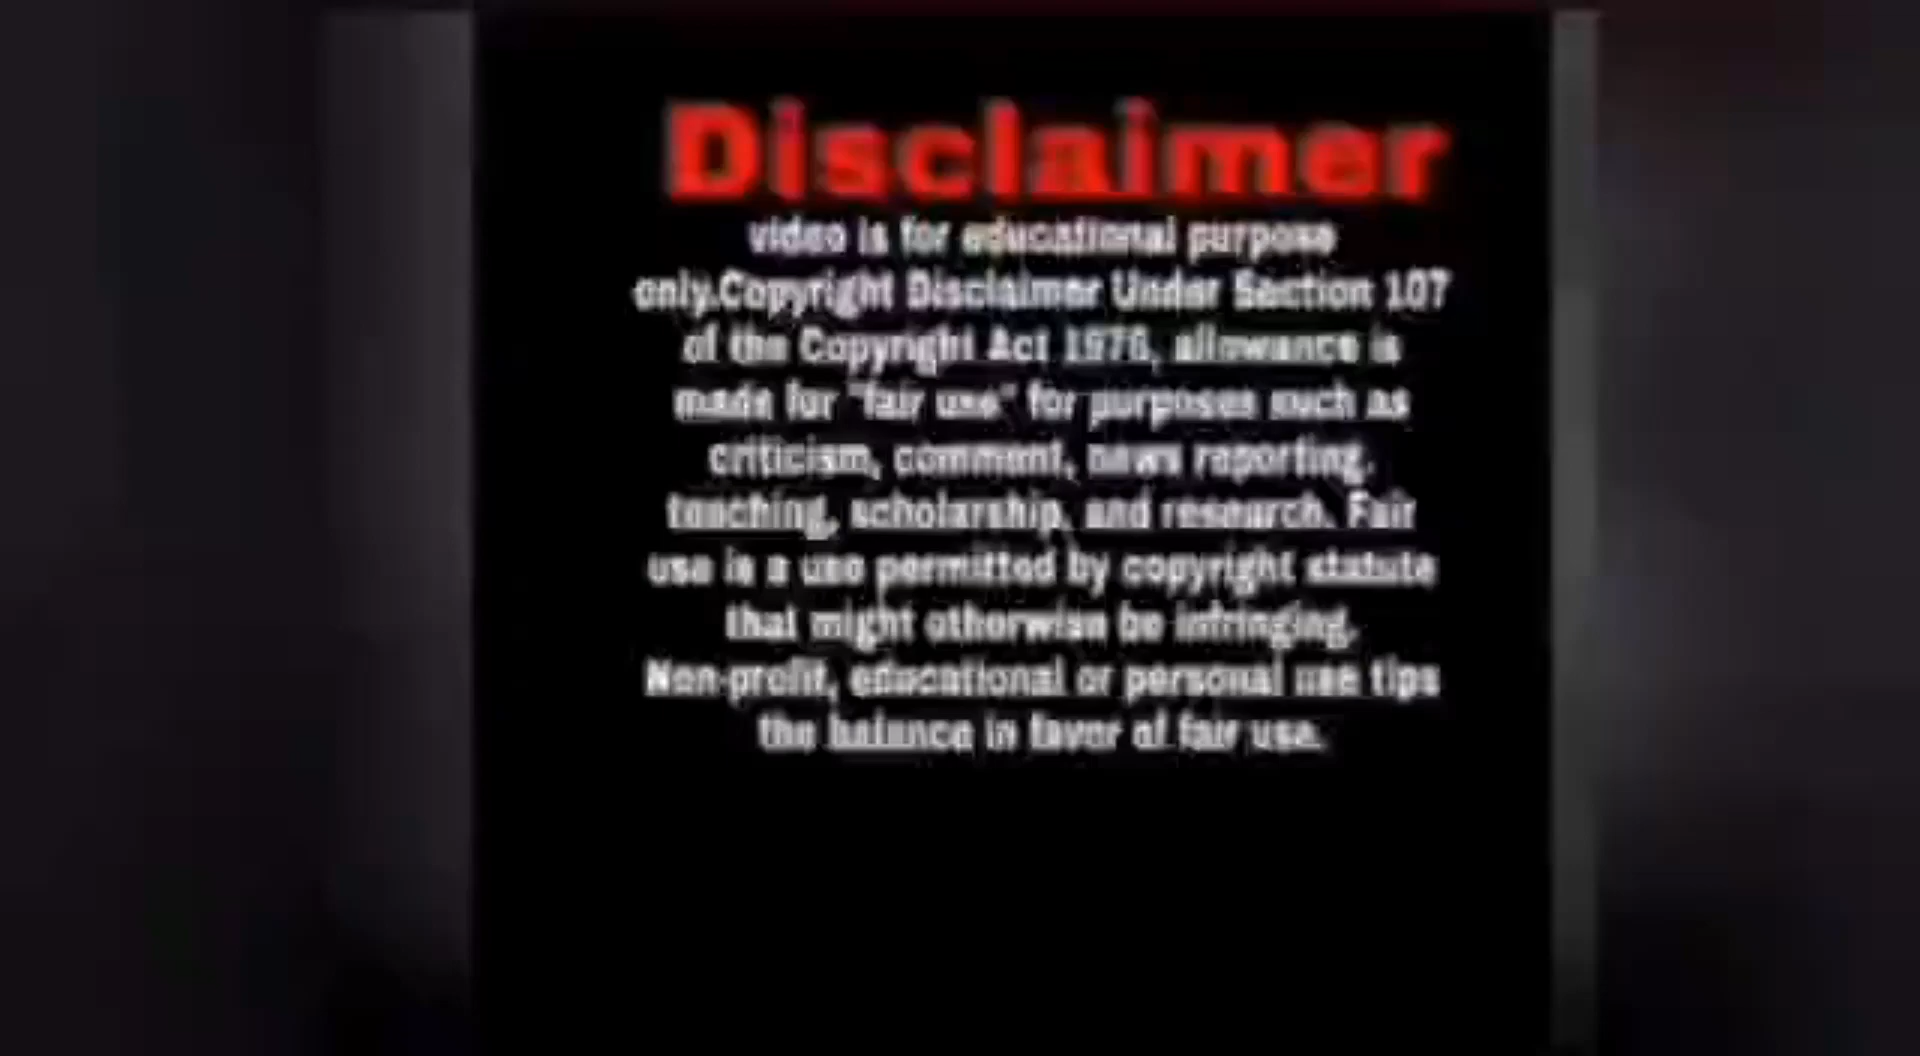 Disclaimer
video is for educational purpose
only.Copyright Disclaimer Under Section 107
of the Copyright Act 1976, allowance is
made for "fair use" for purposes such as
criticism, comment, news reporting,
teaching, scholarship, and research. Fair
use is a use permitted by copyright statute
that might otherwise be infringing.
Non-profit, educational or personal use tips
the balance in favor of fair use.